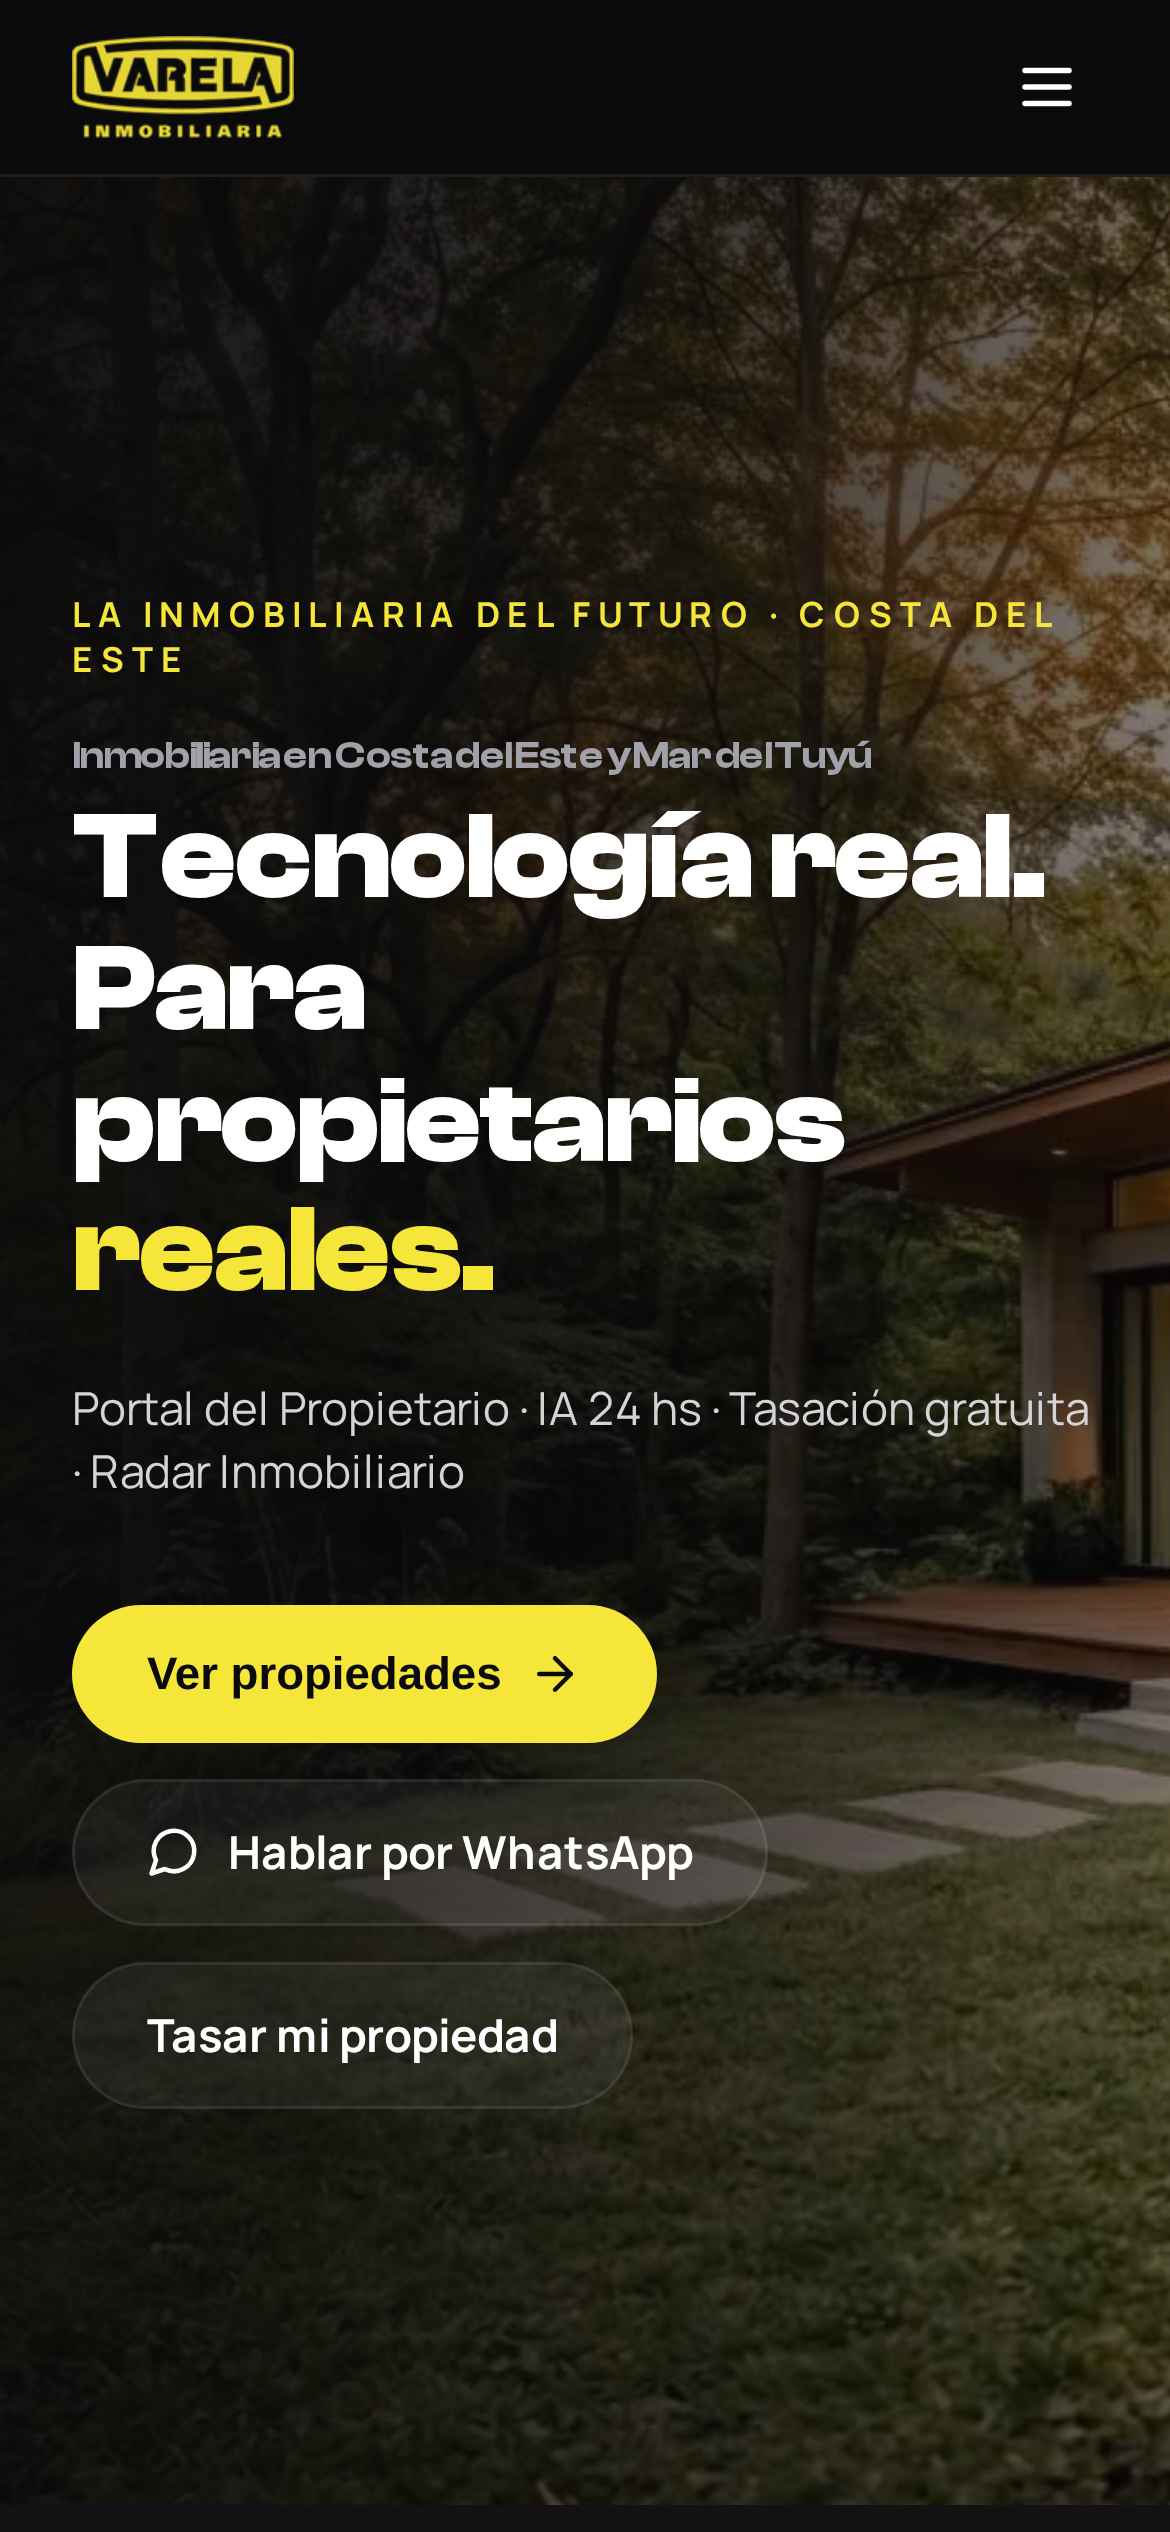 VARELA
INMOBILIARIA
LA INMOBILIARIA DEL FUTURO · COSTA DEL
ESTE
Inmobiliaria en Costa del Este y Mar del Tuyú
Tecnología real.
Para
propietarios
reales.
Portal del Propietario · IA 24 hs · Tasación gratuita
· Radar Inmobiliario
Ver propiedades →
Hablar por WhatsApp
Tasar mi propiedad